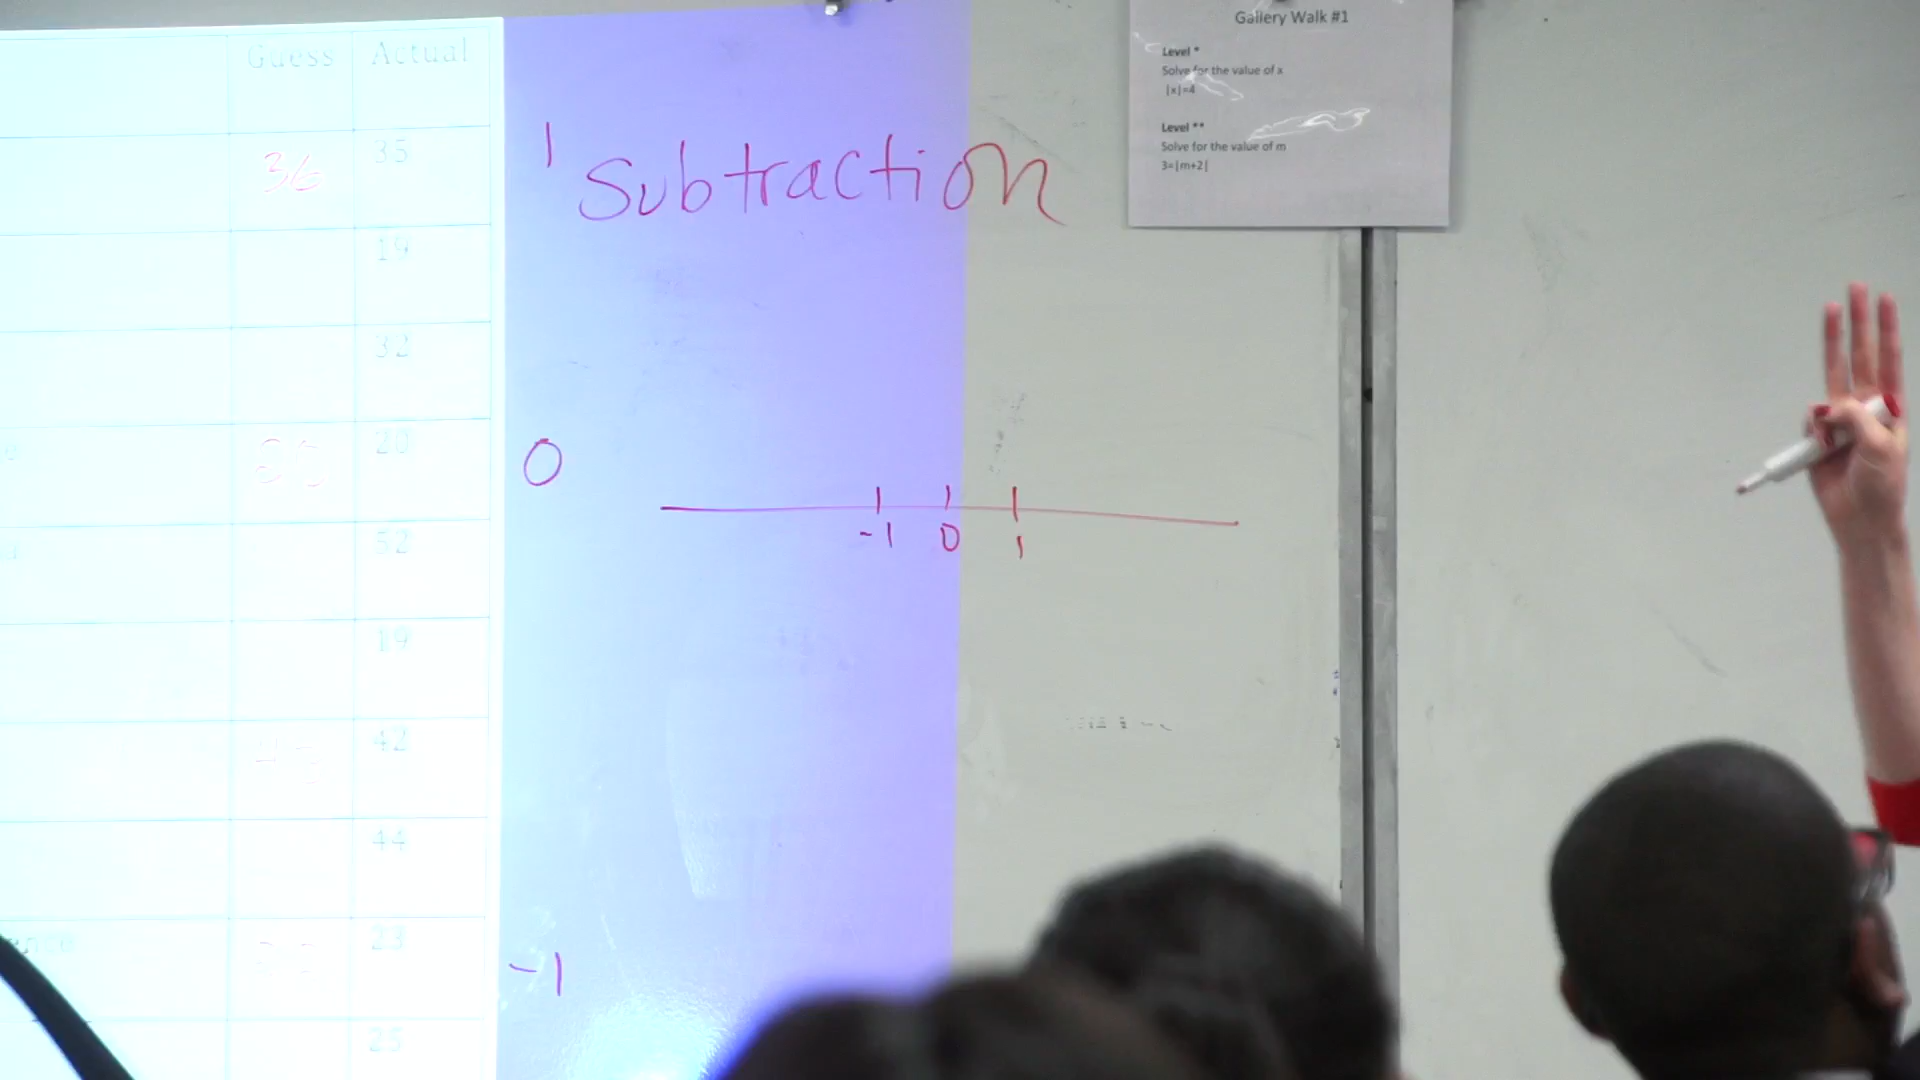 Guess Actual
36 35
19
32
20
52
19
42
44
23
25
1 Subtraction
0
-1
-1 0 1
Gallery Walk #1
Level *
Solve for the value of x
|x|=4
Level **
Solve for the value of m
3=|m+2|